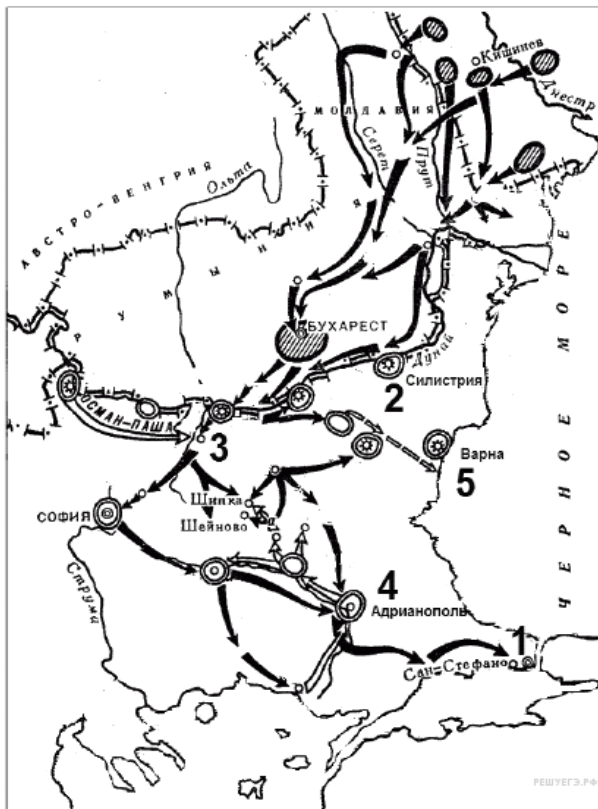 Кишинев
Днестр
МОЛДАВИЯ
Серет
Прут
Ольта
АВСТРО-ВЕНГРИЯ
РУМЫНИЯ
БУХАРЕСТ
Дунай
2
Силистрия
ОСМАН-ПАША
3
Варна
5
Шипка
Шейново
СОФИЯ
Струма
4
Адрианополь
1
Сан-Стефано
ЧЕРНОЕ МОРЕ
РЕШУЕГЭ.РФ